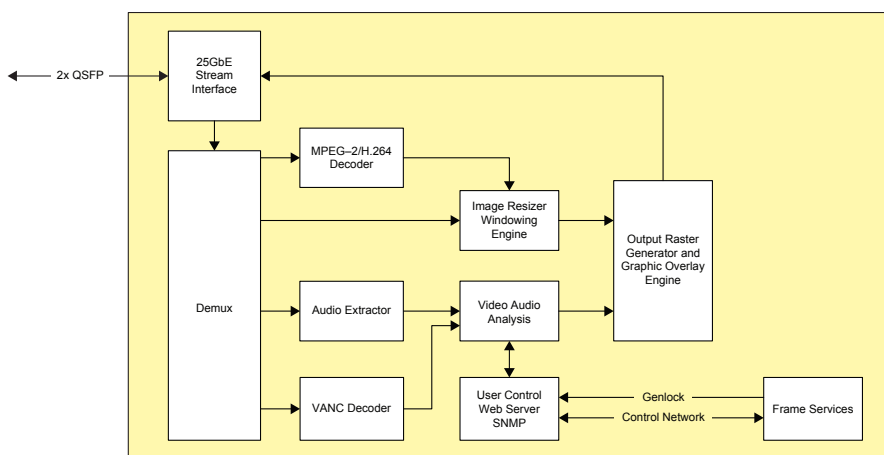 2x QSFP
25GbE
Stream
Interface
MPEG–2/H.264
Decoder
Image Resizer
Windowing
Engine
Output Raster
Generator and
Graphic Overlay
Engine
Demux
Audio Extractor
Video Audio
Analysis
VANC Decoder
User Control
Web Server
SNMP
Genlock
Control Network
Frame Services